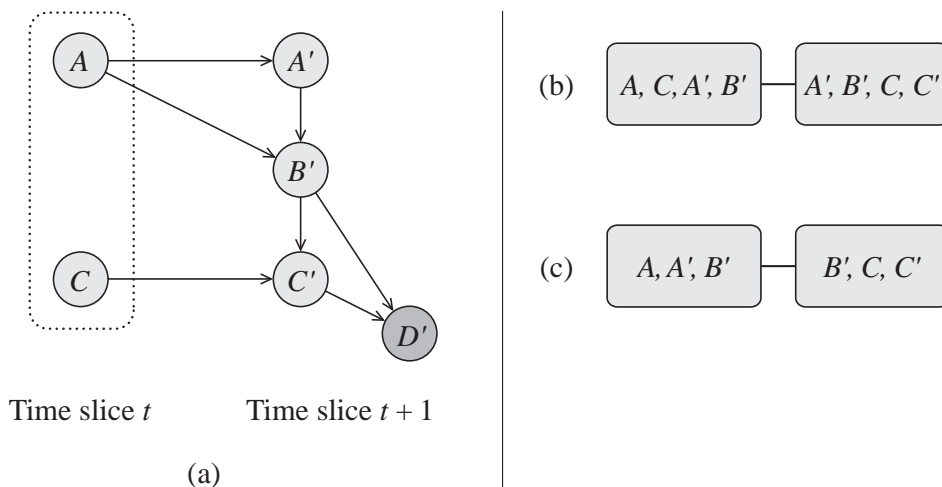 A A′
B′
C C′
D′
Time slice t Time slice t + 1
(a)
(b) A, C, A′, B′ A′, B′, C, C′
(c) A, A′, B′ B′, C, C′